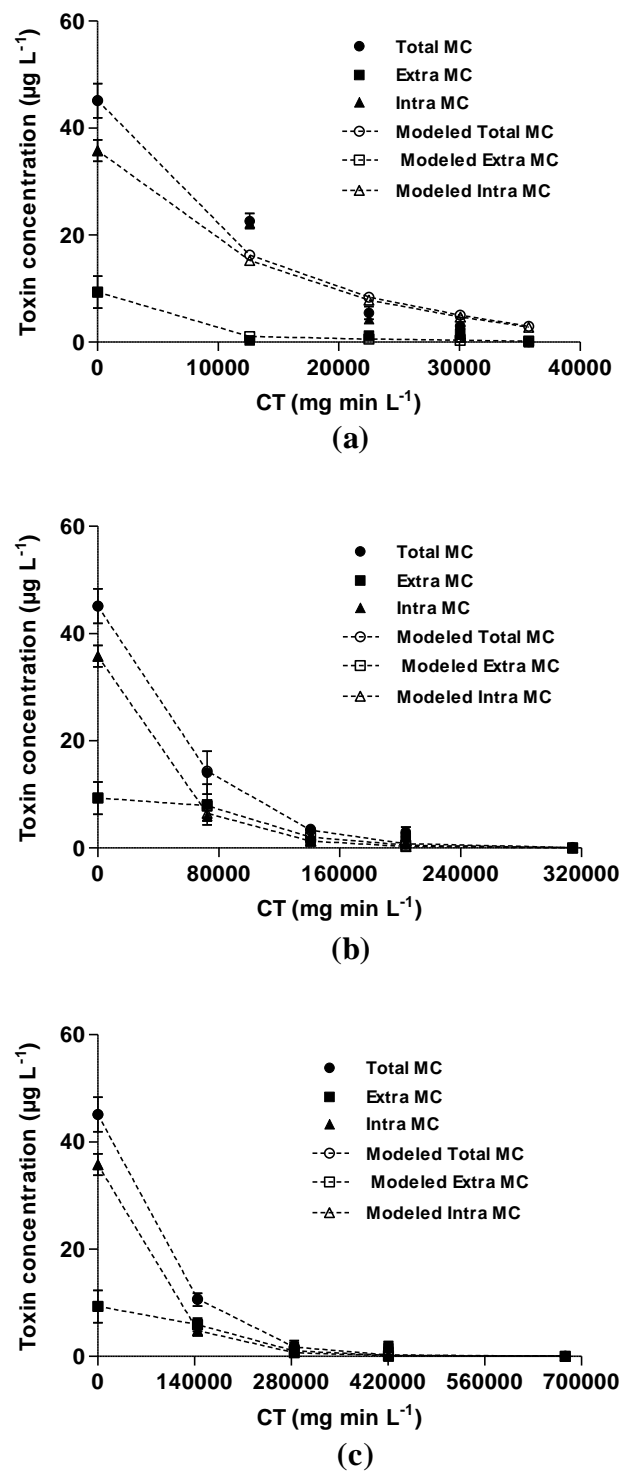 60
40
20
0
Toxin concentration (µg L-1)
Total MC
Extra MC
Intra MC
Modeled Total MC
Modeled Extra MC
Modeled Intra MC
0 10000 20000 30000 40000
CT (mg min L-1)
(a)
60
40
20
0
Toxin concentration (µg L-1)
Total MC
Extra MC
Intra MC
Modeled Total MC
Modeled Extra MC
Modeled Intra MC
0 80000 160000 240000 320000
CT (mg min L-1)
(b)
60
40
20
0
Toxin concentration (µg L-1)
Total MC
Extra MC
Intra MC
Modeled Total MC
Modeled Extra MC
Modeled Intra MC
0 140000 280000 420000 560000 700000
CT (mg min L-1)
(c)